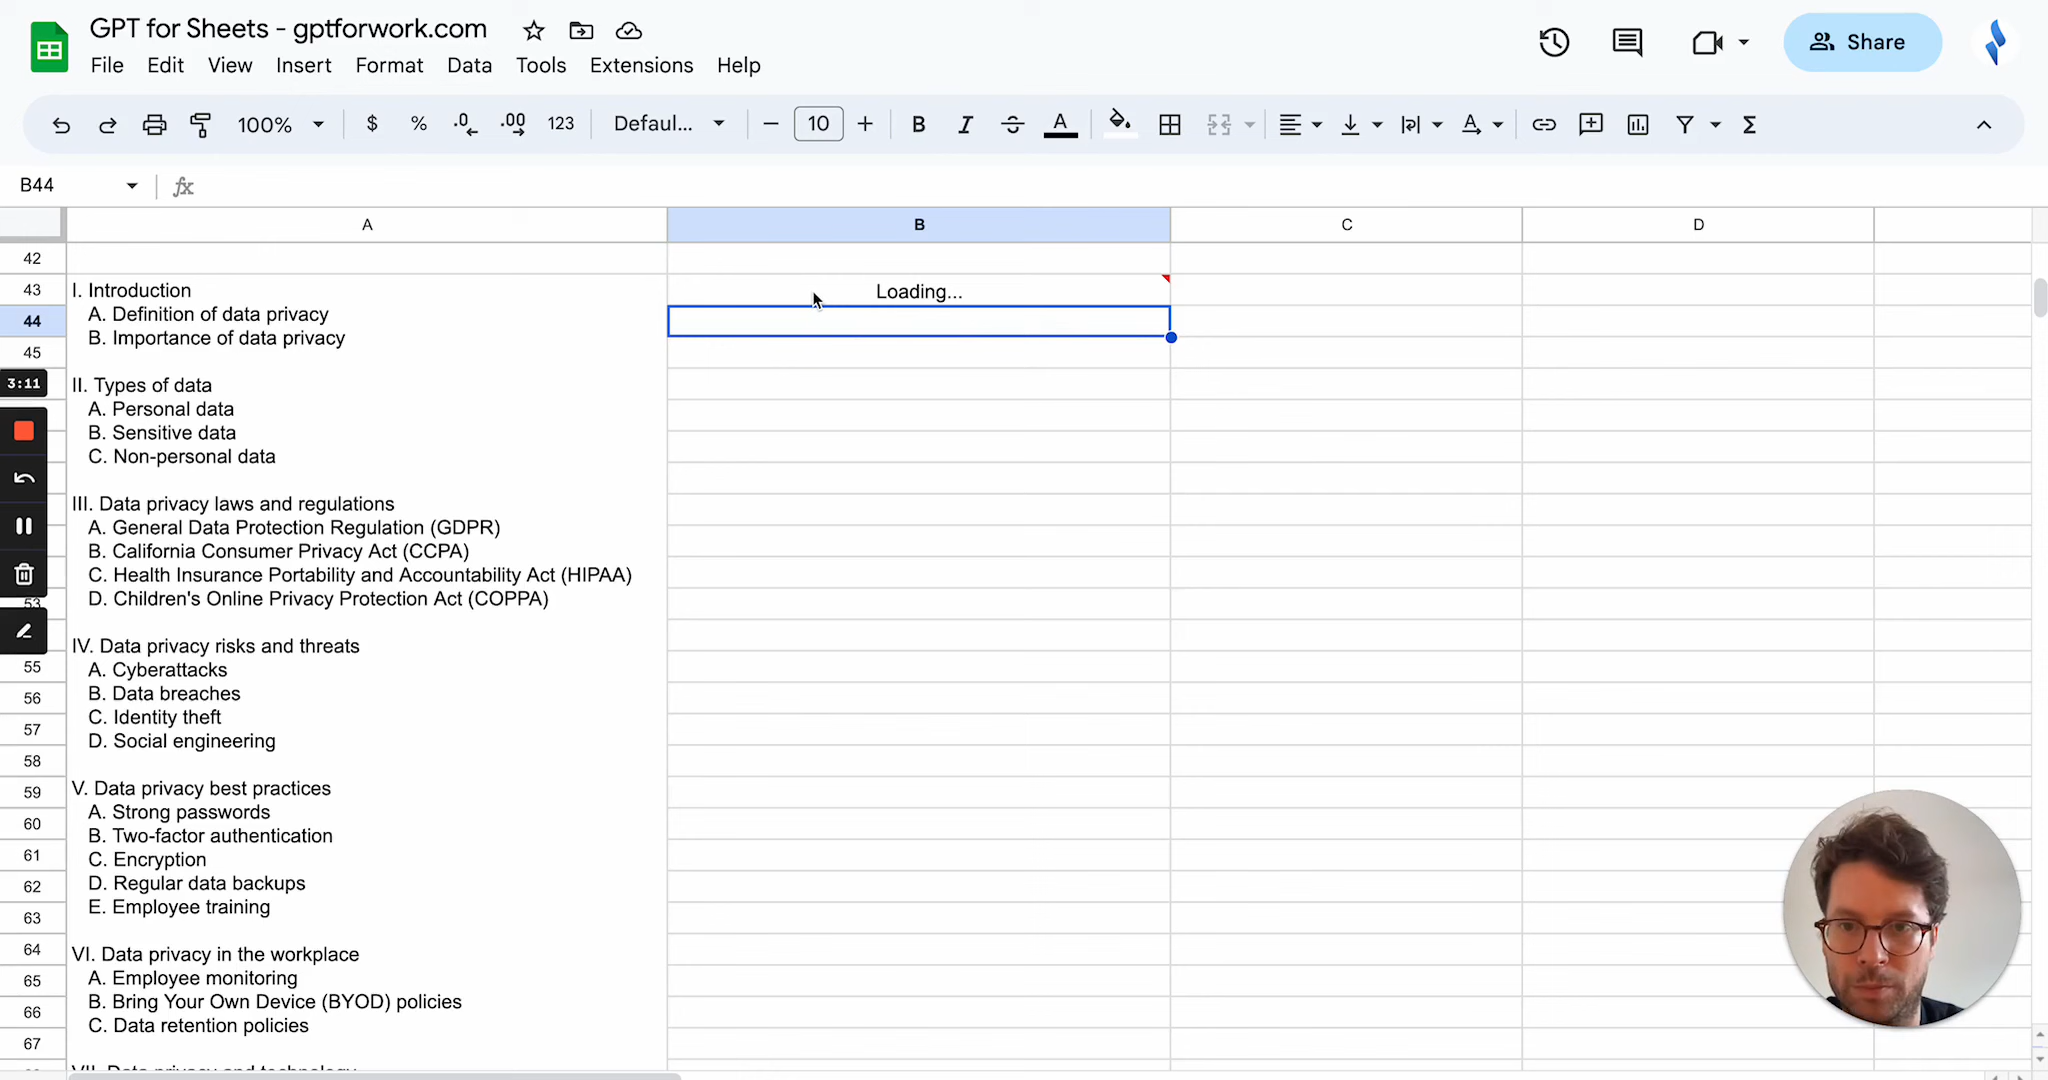 GPT for Sheets - gptforwork.com
File Edit View Insert Format Data Tools Extensions Help
Share
100% $ % .0 .00 123 Defaul... 10 B I S A A Σ
B44 fx
A B C D
42
43 I. Introduction Loading...
44 A. Definition of data privacy
B. Importance of data privacy
45
3:11 II. Types of data
A. Personal data
B. Sensitive data
C. Non-personal data
III. Data privacy laws and regulations
A. General Data Protection Regulation (GDPR)
B. California Consumer Privacy Act (CCPA)
C. Health Insurance Portability and Accountability Act (HIPAA)
53 D. Children's Online Privacy Protection Act (COPPA)
IV. Data privacy risks and threats
55 A. Cyberattacks
56 B. Data breaches
57 C. Identity theft
D. Social engineering
58
59 V. Data privacy best practices
60 A. Strong passwords
B. Two-factor authentication
61 C. Encryption
62 D. Regular data backups
63 E. Employee training
64 VI. Data privacy in the workplace
65 A. Employee monitoring
66 B. Bring Your Own Device (BYOD) policies
C. Data retention policies
67
VII. Data privacy and technology